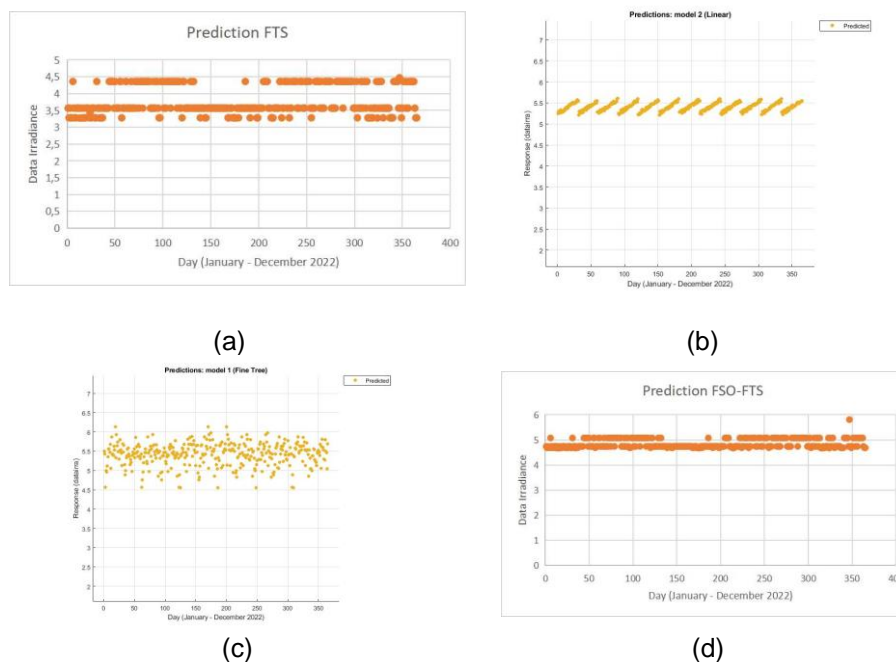 Prediction FTS
5
4,5
4
3,5
3
2,5
2
1,5
1
0,5
0
Data Irradiance
0 50 100 150 200 250 300 350 400
Day (January - December 2022)
(a)
Predictions: model 2 (Linear)
Predicted
7
6.5
6
5.5
5
4.5
4
3.5
3
2.5
2
Response (datairra)
0 50 100 150 200 250 300 350
Day (January - December 2022)
(b)
Predictions: model 1 (Fine Tree)
Predicted
7
6.5
6
5.5
5
4.5
4
3.5
3
2.5
2
Response (datairra)
0 50 100 150 200 250 300 350
Day (January - December 2022)
(c)
Prediction FSO-FTS
6
5
4
3
2
1
0
Data Irradiance
0 50 100 150 200 250 300 350 400
Day (January - December 2022)
(d)